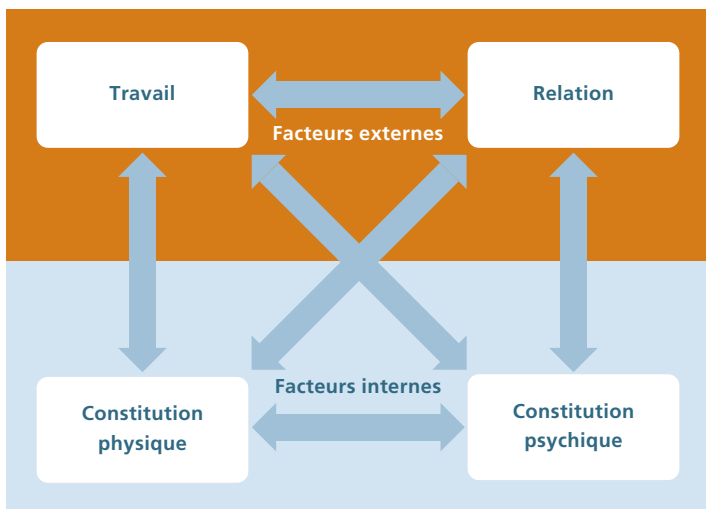 Travail
Relation
Facteurs externes
Facteurs internes
Constitution
physique
Constitution
psychique